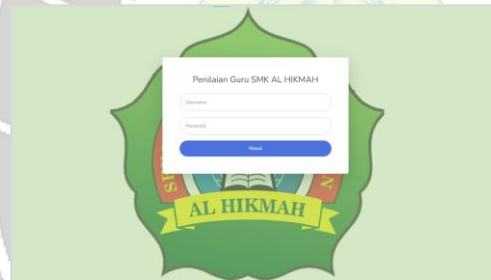 Penilaian Guru SMK AL HIKMAH
Username
Password
Masuk
AL HIKMAH